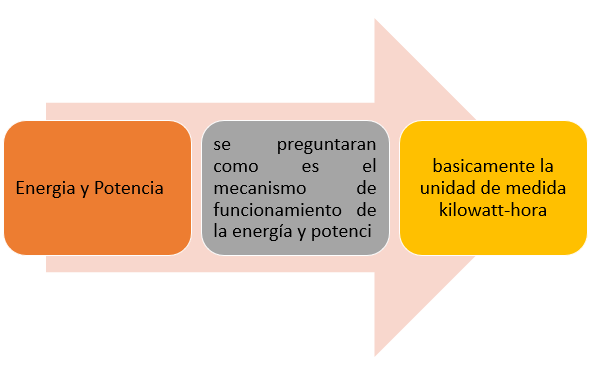 Energia y Potencia
se preguntaran
como es el
mecanismo de
funcionamiento de
la energía y potenci
basicamente la
unidad de medida
kilowatt-hora